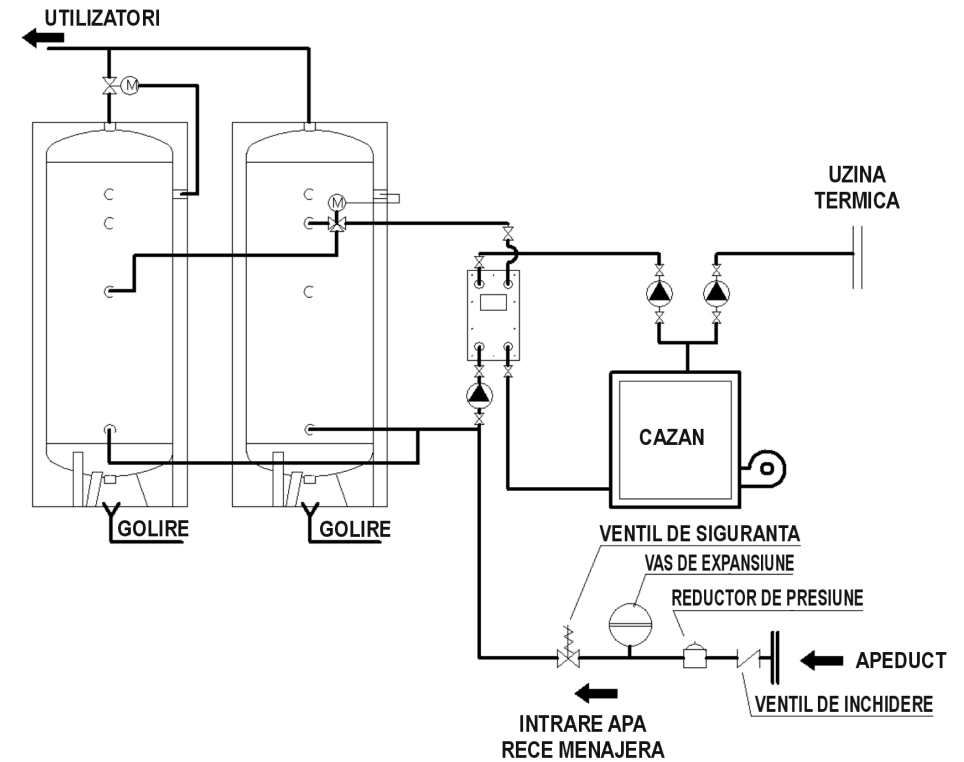 UTILIZATORI
M
M
UZINA
TERMICA
CAZAN
GOLIRE
GOLIRE
VENTIL DE SIGURANTA
VAS DE EXPANSIUNE
REDUCTOR DE PRESIUNE
APEDUCT
VENTIL DE INCHIDERE
INTRARE APA
RECE MENAJERA